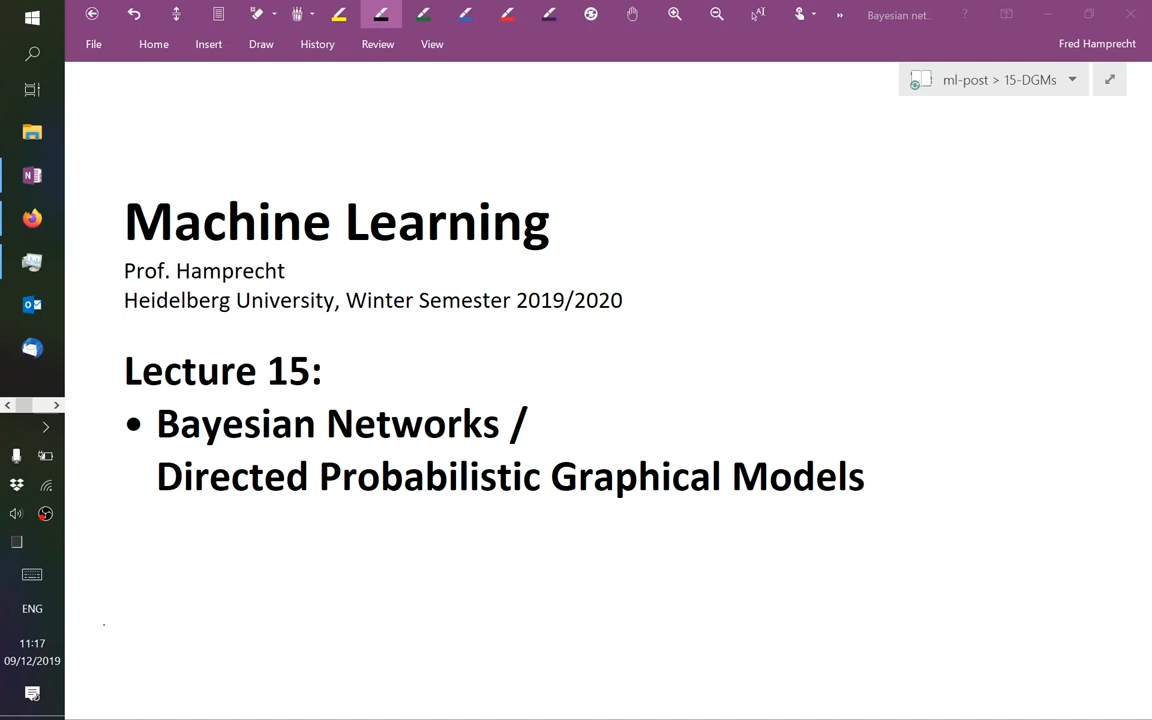 Bayesian net..
File Home Insert Draw History Review View Fred Hamprecht
ml-post > 15-DGMs
Machine Learning
Prof. Hamprecht
Heidelberg University, Winter Semester 2019/2020
Lecture 15:
• Bayesian Networks /
Directed Probabilistic Graphical Models
ENG
11:17
09/12/2019